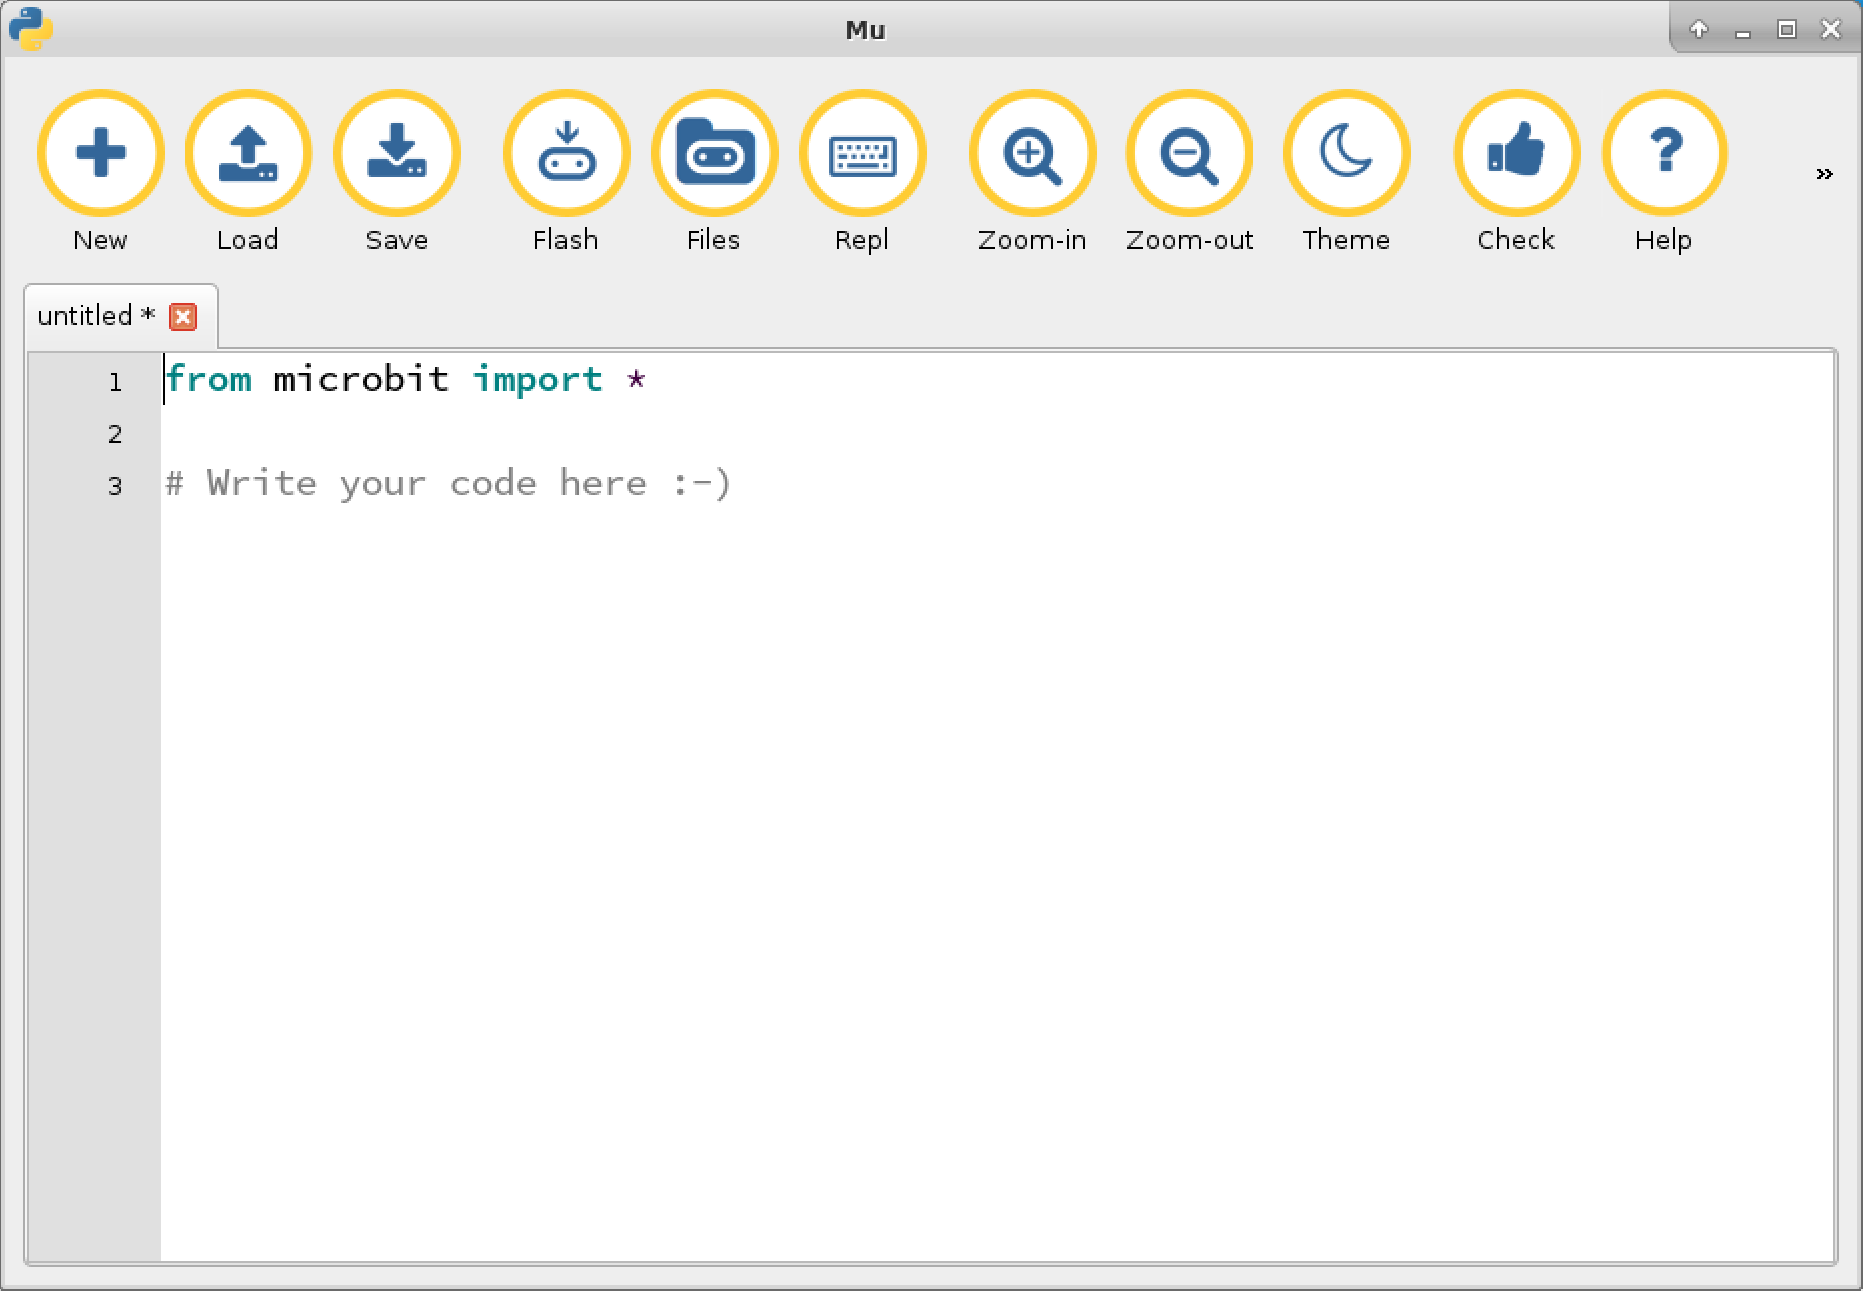 Mu
New Load Save Flash Files Repl Zoom-in Zoom-out Theme Check Help »
untitled *
1 from microbit import *
2
3 # Write your code here :-)